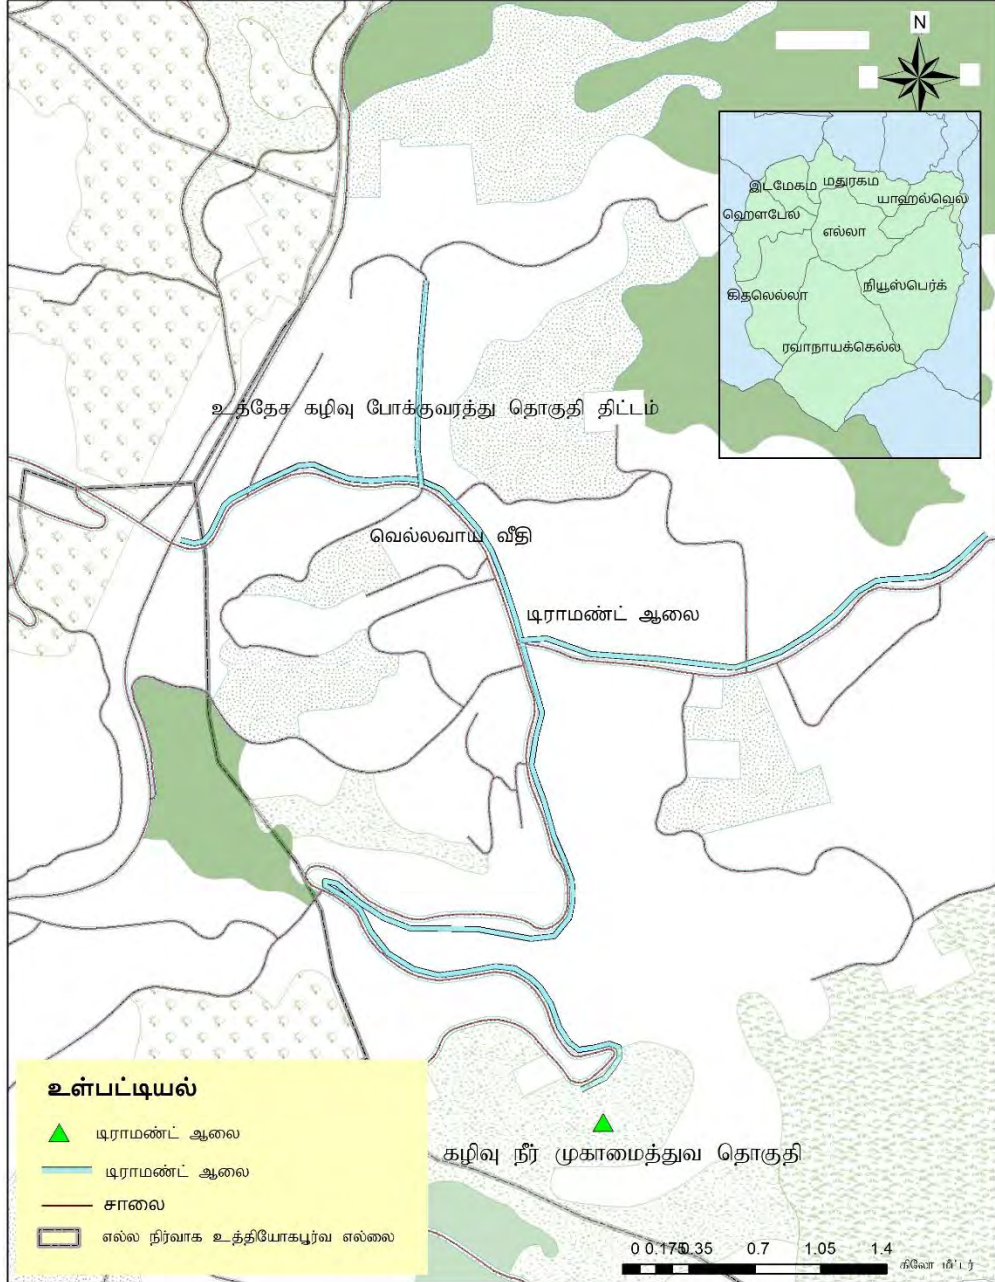 N
இடமேகம
மதுரகம
யாஹல்வெல
ஹெளபேல்
எல்லா
நியூஸ்பெர்க்
கிதலெல்லா
ரவாநாயக்கெல்ல
உத்தேச கழிவு போக்குவரத்து தொகுதி திட்டம்
வெல்லவாய வீதி
டிராமண்ட் ஆலை
உள்பட்டியல்
டிராமண்ட் ஆலை
டிராமண்ட் ஆலை
சாலை
எல்ல நிர்வாக உத்தியோகபூர்வ எல்லை
கழிவு நீர் முகாமைத்துவ தொகுதி
0 0.175 0.35 0.7 1.05 1.4
கிலோ மீட்டர்